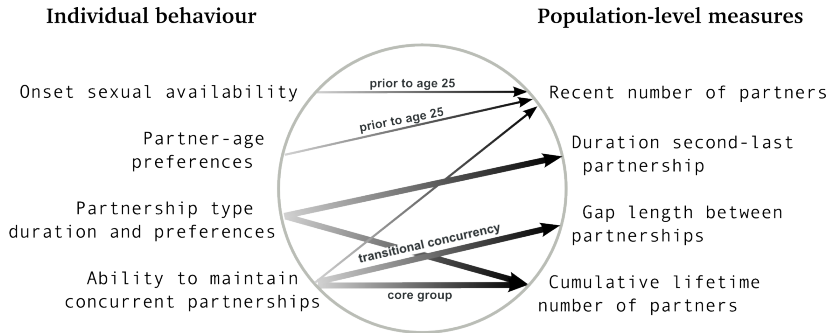 Individual behaviour
Population-level measures
Onset sexual availability
Partner-age
preferences
Partnership type
duration and preferences
Ability to maintain
concurrent partnerships
prior to age 25
prior to age 25
transitional concurrency
core group
Recent number of partners
Duration second-last
partnership
Gap length between
partnerships
Cumulative lifetime
number of partners